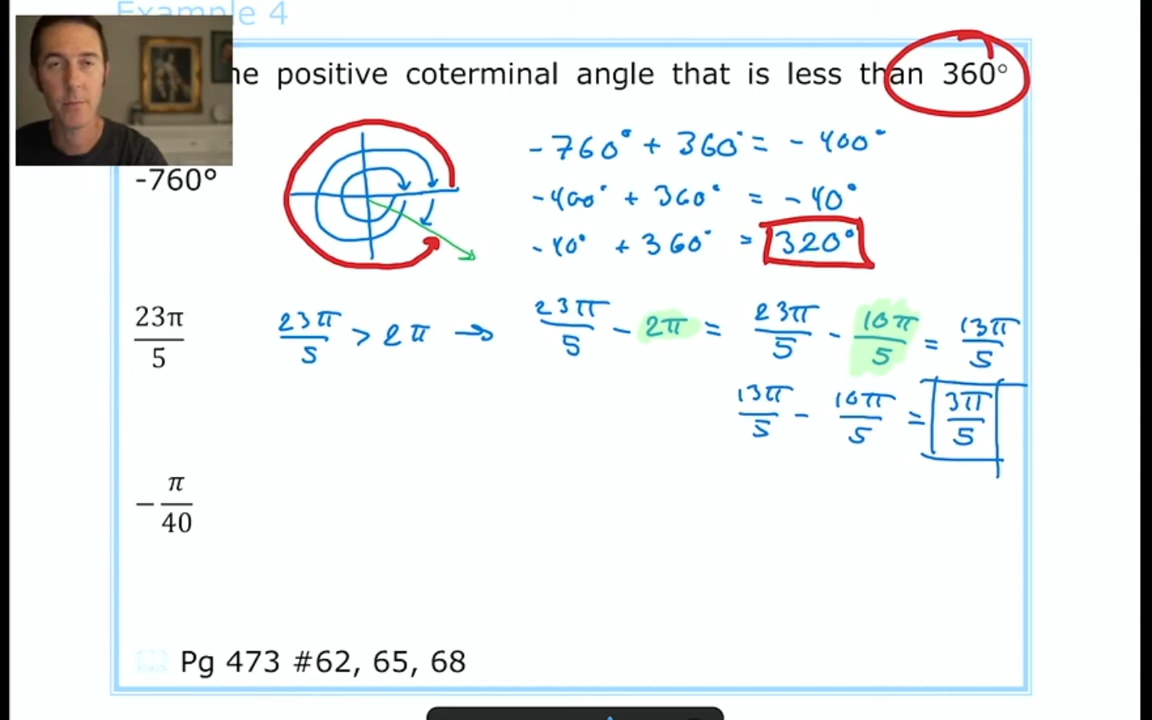 Example 4
he positive coterminal angle that is less than 360°
-760° + 360° = - 400°
-760°
-400° + 360° = - 40°
-40° + 360° = 320°
23π/5
23π/5 > 2π → 23π/5 - 2π = 23π/5 - 10π/5 = 13π/5
13π/5 - 10π/5 = 3π/5
-π/40
Pg 473 #62, 65, 68